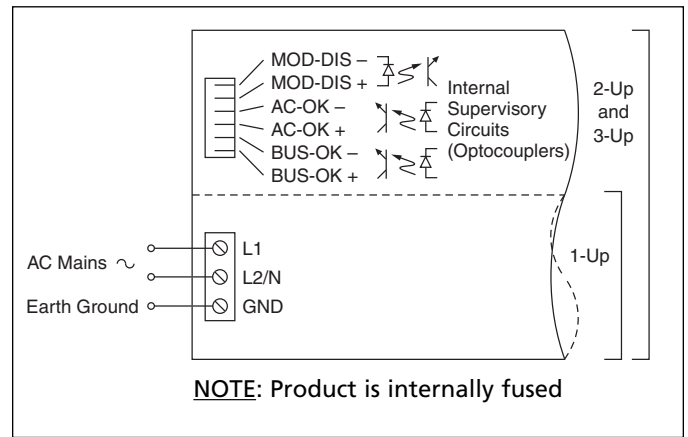 MOD-DIS –
MOD-DIS +
AC-OK –
AC-OK +
BUS-OK –
BUS-OK +
Internal
Supervisory
Circuits
(Optocouplers)
2-Up
and
3-Up
1-Up
AC Mains ~
L1
L2/N
Earth Ground
GND
NOTE: Product is internally fused